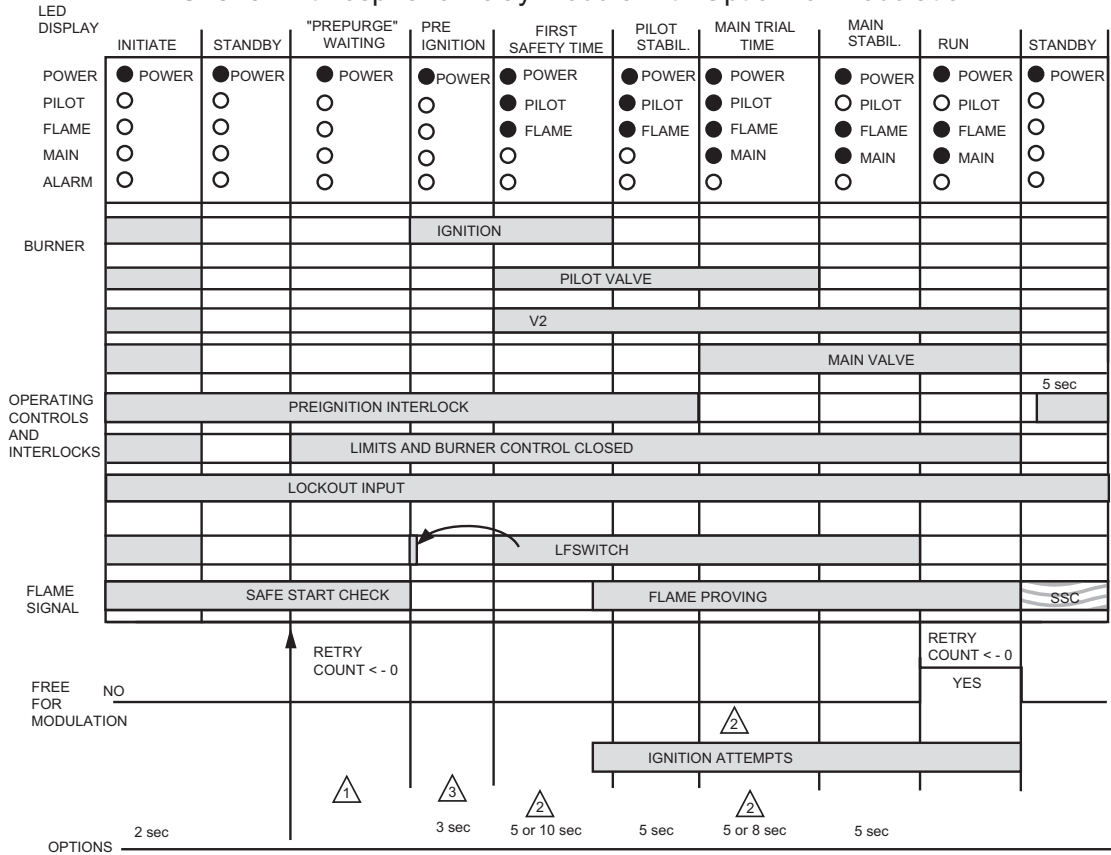 LED
DISPLAY
INITIATE
STANDBY
"PREPURGE"
WAITING
PRE
IGNITION
FIRST
SAFETY TIME
PILOT
STABIL.
MAIN TRIAL
TIME
MAIN
STABIL.
RUN
STANDBY
POWER POWER POWER POWER POWER POWER POWER POWER POWER POWER POWER
PILOT PILOT PILOT PILOT PILOT PILOT
FLAME FLAME FLAME FLAME FLAME FLAME
MAIN MAIN MAIN MAIN
ALARM
BURNER
IGNITION
PILOT VALVE
V2
MAIN VALVE
5 sec
OPERATING
CONTROLS
AND
INTERLOCKS
PREIGNITION INTERLOCK
LIMITS AND BURNER CONTROL CLOSED
LOCKOUT INPUT
LFSWITCH
FLAME
SIGNAL
SAFE START CHECK
FLAME PROVING
SSC
RETRY
COUNT < - 0
RETRY
COUNT < - 0
FREE
FOR
MODULATION
NO
YES
2
IGNITION ATTEMPTS
1
3
2
2
2 sec
3 sec
5 or 10 sec
5 sec
5 or 8 sec
5 sec
OPTIONS